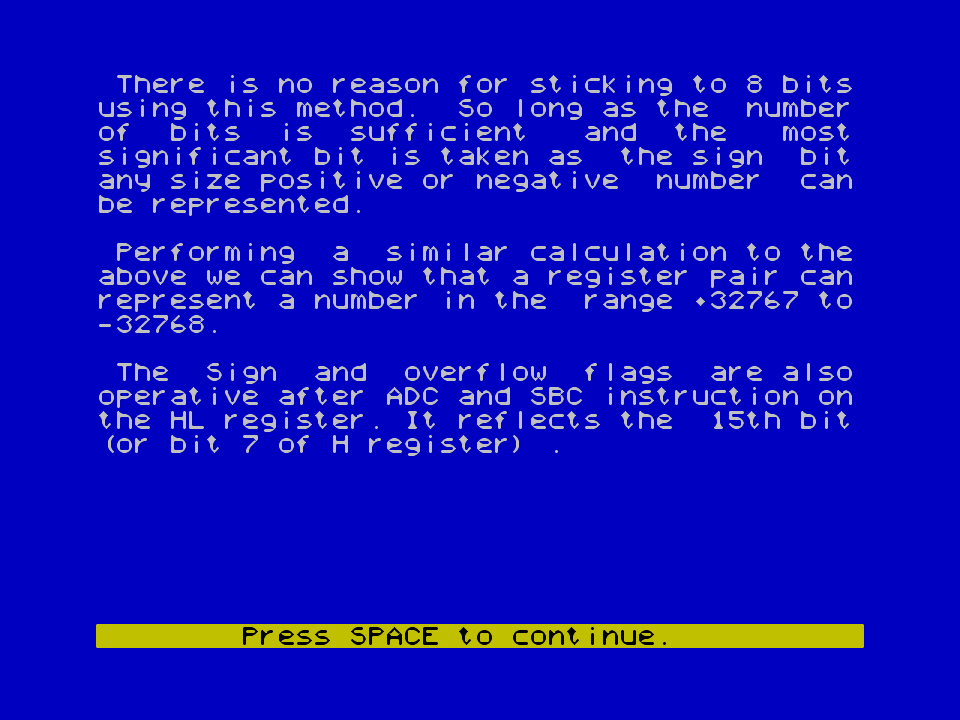 There is no reason for sticking to 8 bits
using this method.  So long as the  number
of  bits  is  sufficient   and  the   most
significant bit is taken as  the sign  bit
any size positive or negative  number  can
be represented.
Performing  a  similar calculation to the
above we can show that a register pair can
represent a number in the  range +32767 to
-32768.
The  Sign  and  overflow  flags  are also
operative after ADC and SBC instruction on
the HL register. It reflects the  15th bit
(or bit 7 of H register) .
Press SPACE to continue.